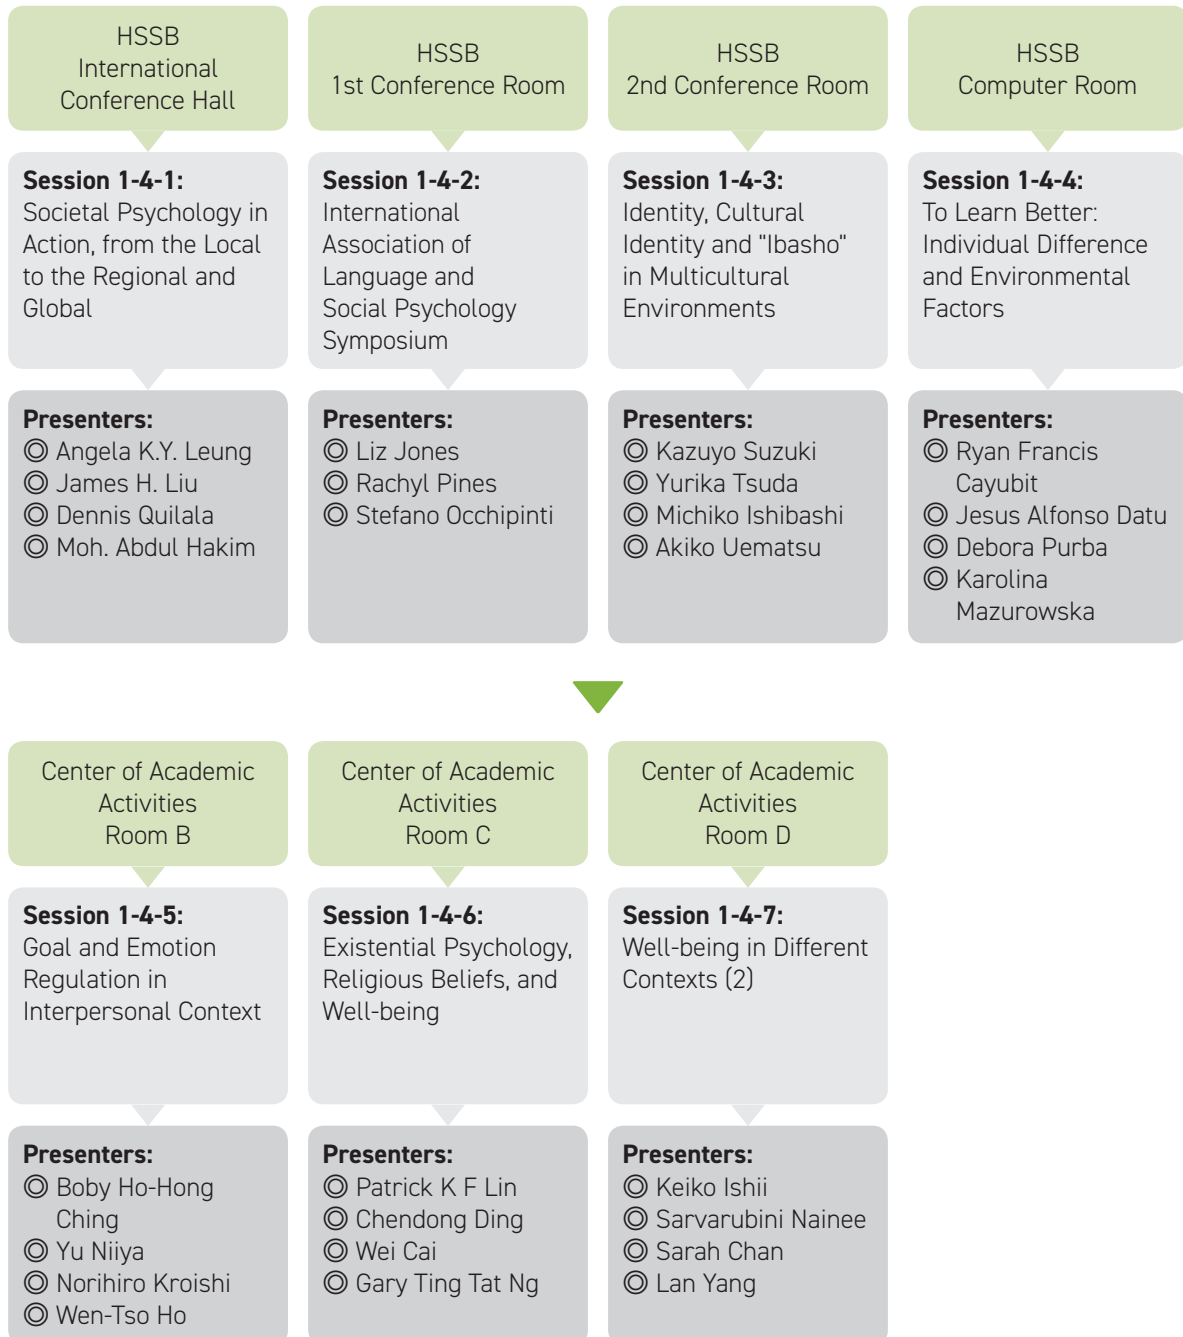 HSSB
International
Conference Hall
Session 1-4-1:
Societal Psychology in
Action, from the Local
to the Regional and
Global
Presenters:
◎ Angela K.Y. Leung
◎ James H. Liu
◎ Dennis Quilala
◎ Moh. Abdul Hakim
HSSB
1st Conference Room
Session 1-4-2:
International
Association of
Language and
Social Psychology
Symposium
Presenters:
◎ Liz Jones
◎ Rachyl Pines
◎ Stefano Occhipinti
HSSB
2nd Conference Room
Session 1-4-3:
Identity, Cultural
Identity and "Ibasho"
in Multicultural
Environments
Presenters:
◎ Kazuyo Suzuki
◎ Yurika Tsuda
◎ Michiko Ishibashi
◎ Akiko Uematsu
HSSB
Computer Room
Session 1-4-4:
To Learn Better:
Individual Difference
and Environmental
Factors
Presenters:
◎ Ryan Francis
Cayubit
◎ Jesus Alfonso Datu
◎ Debora Purba
◎ Karolina
Mazurowska
Center of Academic
Activities
Room B
Session 1-4-5:
Goal and Emotion
Regulation in
Interpersonal Context
Presenters:
◎ Boby Ho-Hong
Ching
◎ Yu Niiya
◎ Norihiro Kroishi
◎ Wen-Tso Ho
Center of Academic
Activities
Room C
Session 1-4-6:
Existential Psychology,
Religious Beliefs, and
Well-being
Presenters:
◎ Patrick K F Lin
◎ Chendong Ding
◎ Wei Cai
◎ Gary Ting Tat Ng
Center of Academic
Activities
Room D
Session 1-4-7:
Well-being in Different
Contexts (2)
Presenters:
◎ Keiko Ishii
◎ Sarvarubini Nainee
◎ Sarah Chan
◎ Lan Yang